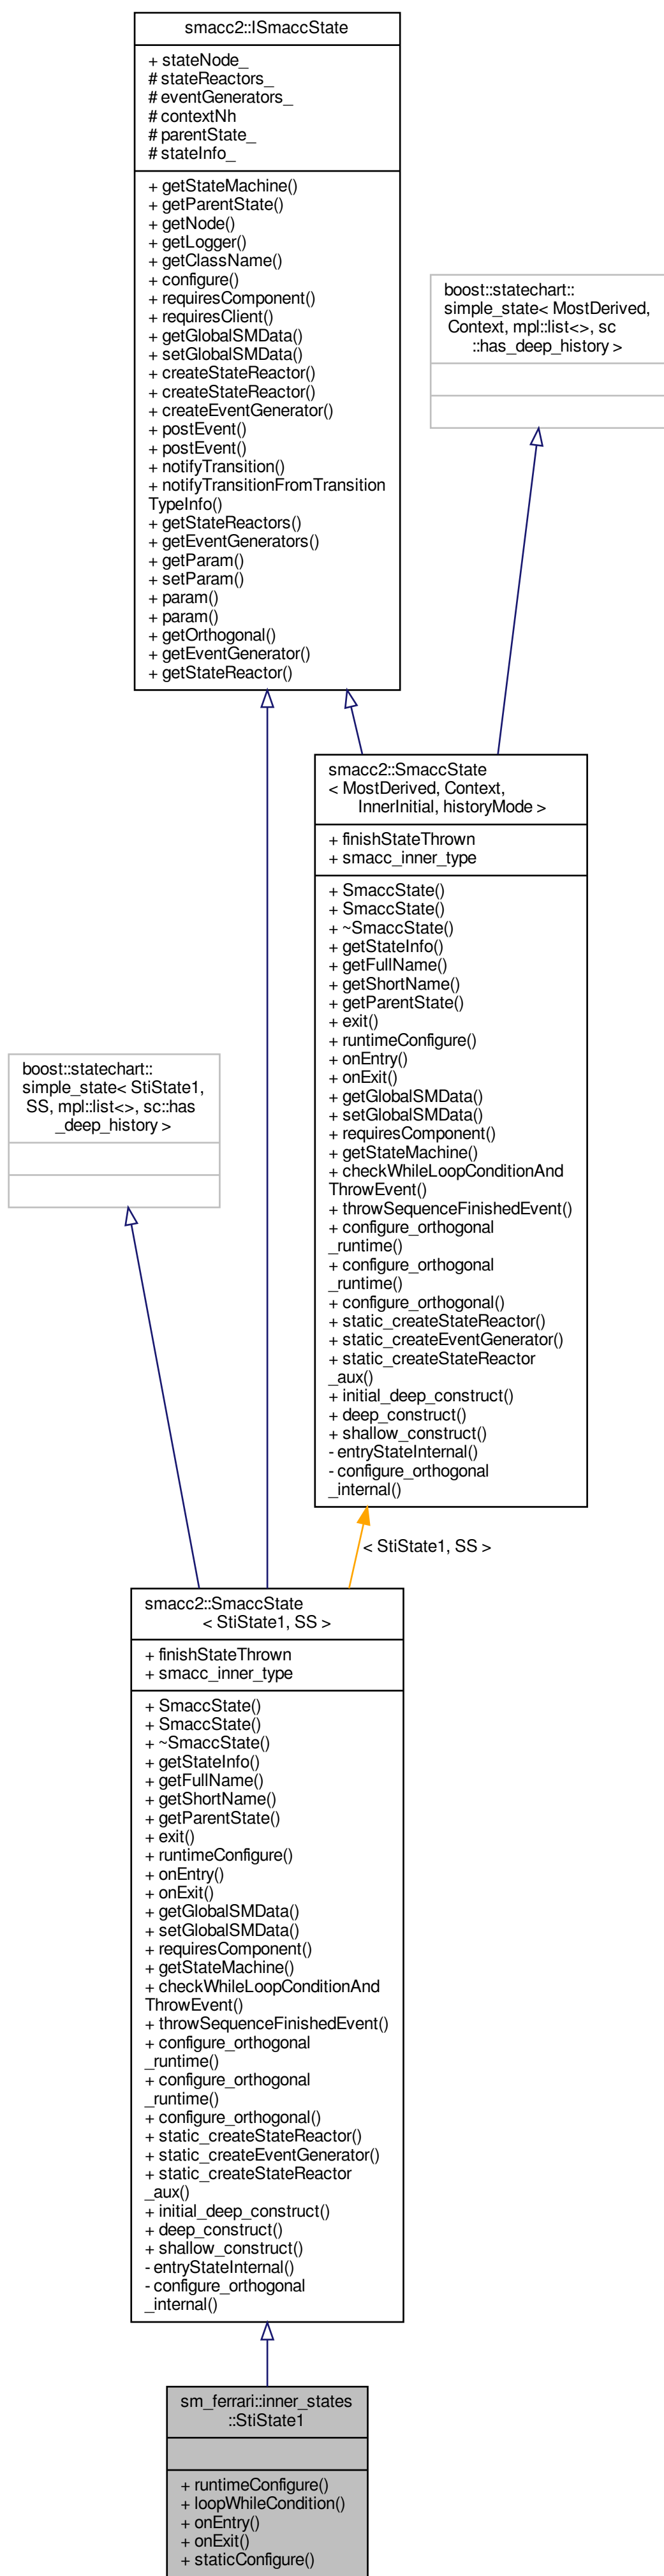 smacc2::ISmaccState
+ stateNode_
# stateReactors_
# eventGenerators_
# contextNh
# parentState_
# stateInfo_
+ getStateMachine()
+ getParentState()
+ getNode()
+ getLogger()
+ getClassName()
+ configure()
+ requiresComponent()
+ requiresClient()
+ getGlobalSMData()
+ setGlobalSMData()
+ createStateReactor()
+ createStateReactor()
+ createEventGenerator()
+ postEvent()
+ postEvent()
+ notifyTransition()
+ notifyTransitionFromTransition
TypeInfo()
+ getStateReactors()
+ getEventGenerators()
+ getParam()
+ setParam()
+ param()
+ param()
+ getOrthogonal()
+ getEventGenerator()
+ getStateReactor()
boost::statechart::
simple_state< MostDerived,
Context, mpl::list<>, sc
::has_deep_history >
smacc2::SmaccState
< MostDerived, Context,
InnerInitial, historyMode >
+ finishStateThrown
+ smacc_inner_type
+ SmaccState()
+ SmaccState()
+ ~SmaccState()
+ getStateInfo()
+ getFullName()
+ getShortName()
+ getParentState()
+ exit()
+ runtimeConfigure()
+ onEntry()
+ onExit()
+ getGlobalSMData()
+ setGlobalSMData()
+ requiresComponent()
+ getStateMachine()
+ checkWhileLoopConditionAnd
ThrowEvent()
+ throwSequenceFinishedEvent()
+ configure_orthogonal
_runtime()
+ configure_orthogonal
_runtime()
+ configure_orthogonal()
+ static_createStateReactor()
+ static_createEventGenerator()
+ static_createStateReactor
_aux()
+ initial_deep_construct()
+ deep_construct()
+ shallow_construct()
- entryStateInternal()
- configure_orthogonal
_internal()
boost::statechart::
simple_state< StiState1,
SS, mpl::list<>, sc::has
_deep_history >
< StiState1, SS >
smacc2::SmaccState
< StiState1, SS >
+ finishStateThrown
+ smacc_inner_type
+ SmaccState()
+ SmaccState()
+ ~SmaccState()
+ getStateInfo()
+ getFullName()
+ getShortName()
+ getParentState()
+ exit()
+ runtimeConfigure()
+ onEntry()
+ onExit()
+ getGlobalSMData()
+ setGlobalSMData()
+ requiresComponent()
+ getStateMachine()
+ checkWhileLoopConditionAnd
ThrowEvent()
+ throwSequenceFinishedEvent()
+ configure_orthogonal
_runtime()
+ configure_orthogonal
_runtime()
+ configure_orthogonal()
+ static_createStateReactor()
+ static_createEventGenerator()
+ static_createStateReactor
_aux()
+ initial_deep_construct()
+ deep_construct()
+ shallow_construct()
- entryStateInternal()
- configure_orthogonal
_internal()
sm_ferrari::inner_states
::StiState1
+ runtimeConfigure()
+ loopWhileCondition()
+ onEntry()
+ onExit()
+ staticConfigure()